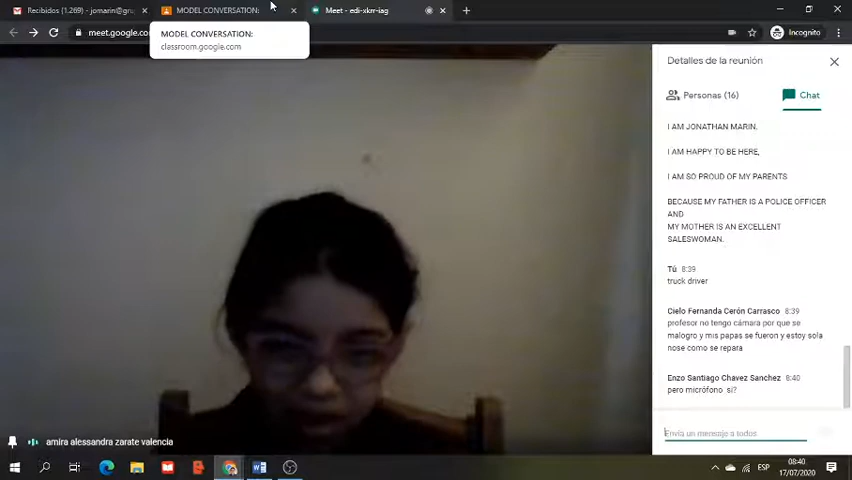 Recibidos (1.269) - jomarin@gru
MODEL CONVERSATION:
Meet - edi-xkrr-iag
meet.google.co
Incognito
MODEL CONVERSATION:
classroom.google.com
Detalles de la reunión
Personas (16)
Chat
I AM JONATHAN MARIN.
I AM HAPPY TO BE HERE,
I AM SO PROUD OF MY PARENTS
BECAUSE MY FATHER IS A POLICE OFFICER
AND
MY MOTHER IS AN EXCELLENT
SALESWOMAN.
Tú 8:39
truck driver
Cielo Fernanda Cerón Carrasco 8:39
profesor no tengo cámara por que se
malogro y mis papas se fueron y estoy sola
nose como se repara
Enzo Santiago Chavez Sanchez 8:40
pero micrófono si?
Envía un mensaje a todos
amira alessandra zarate valencia
ESP
08:40
17/07/2020